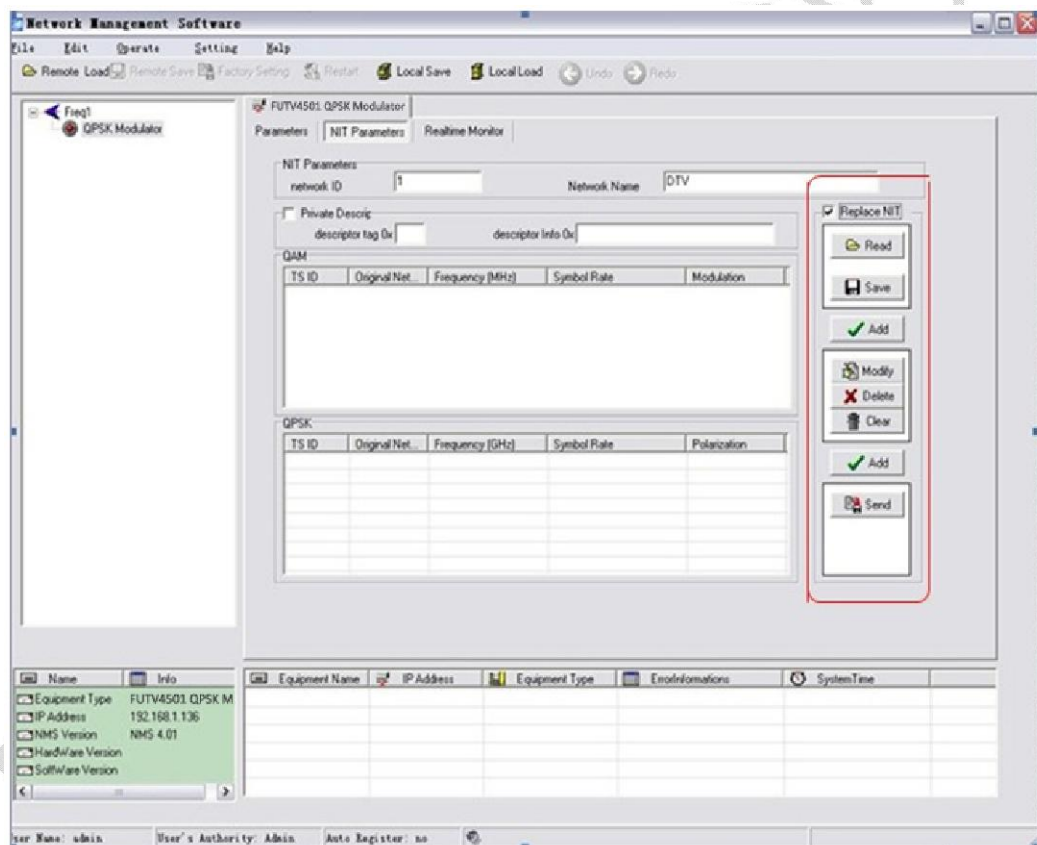 Network Management Software
File Edit Operate Setting Help
Remote Load Remote Save Factory Setting Restart Local Save Local Load Undo Redo
Freq1
QPSK Modulator
FUTV4501 QPSK Modulator
Parameters NIT Parameters Realtime Monitor
NIT Parameters
network ID 1 Network Name DTV
Private Descrip
descriptor tag 0x descriptor Info 0x
Replace NIT
Read
Save
Add
Modify
Delete
Clear
Add
Send
QAM
TS ID Original Net... Frequency (MHz) Symbol Rate Modulation
QPSK
TS ID Original Net... Frequency (GHz) Symbol Rate Polarization
Name Info
Equipment Type FUTV4501 QPSK M
IP Address 192.168.1.136
NMS Version NMS 4.01
HardWare Version
SoftWare Version
Equipment Name IP Address Equipment Type ErrorInformations SystemTime
ser Name: admin User's Authority: Admin Auto Register: no